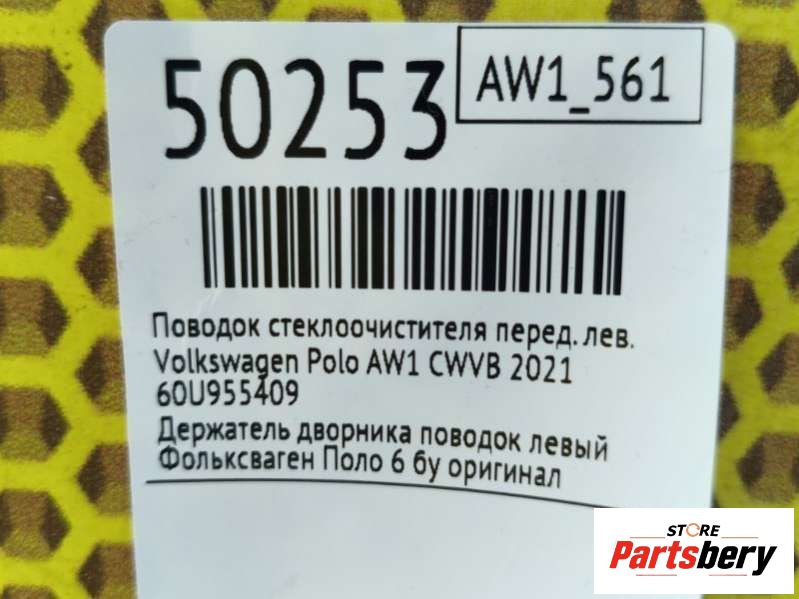 50253
AW1_561
Поводок стеклоочистителя перед. лев.
Volkswagen Polo AW1 CWVB 2021
60U955409
Держатель дворника поводок левый
Фольксваген Поло 6 бу оригинал
STORE
Partsbery